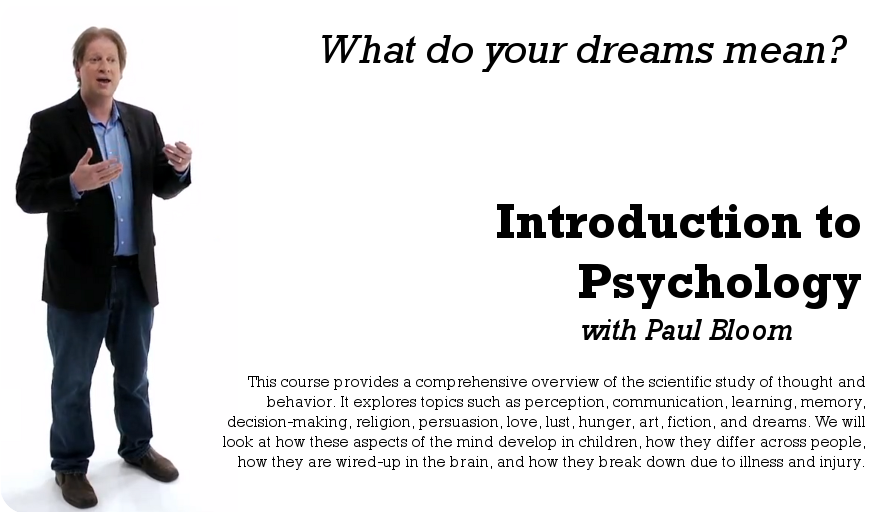 What do your dreams mean?
Introduction to
Psychology
with Paul Bloom
This course provides a comprehensive overview of the scientific study of thought and
behavior. It explores topics such as perception, communication, learning, memory,
decision-making, religion, persuasion, love, lust, hunger, art, fiction, and dreams. We will
look at how these aspects of the mind develop in children, how they differ across people,
how they are wired-up in the brain, and how they break down due to illness and injury.